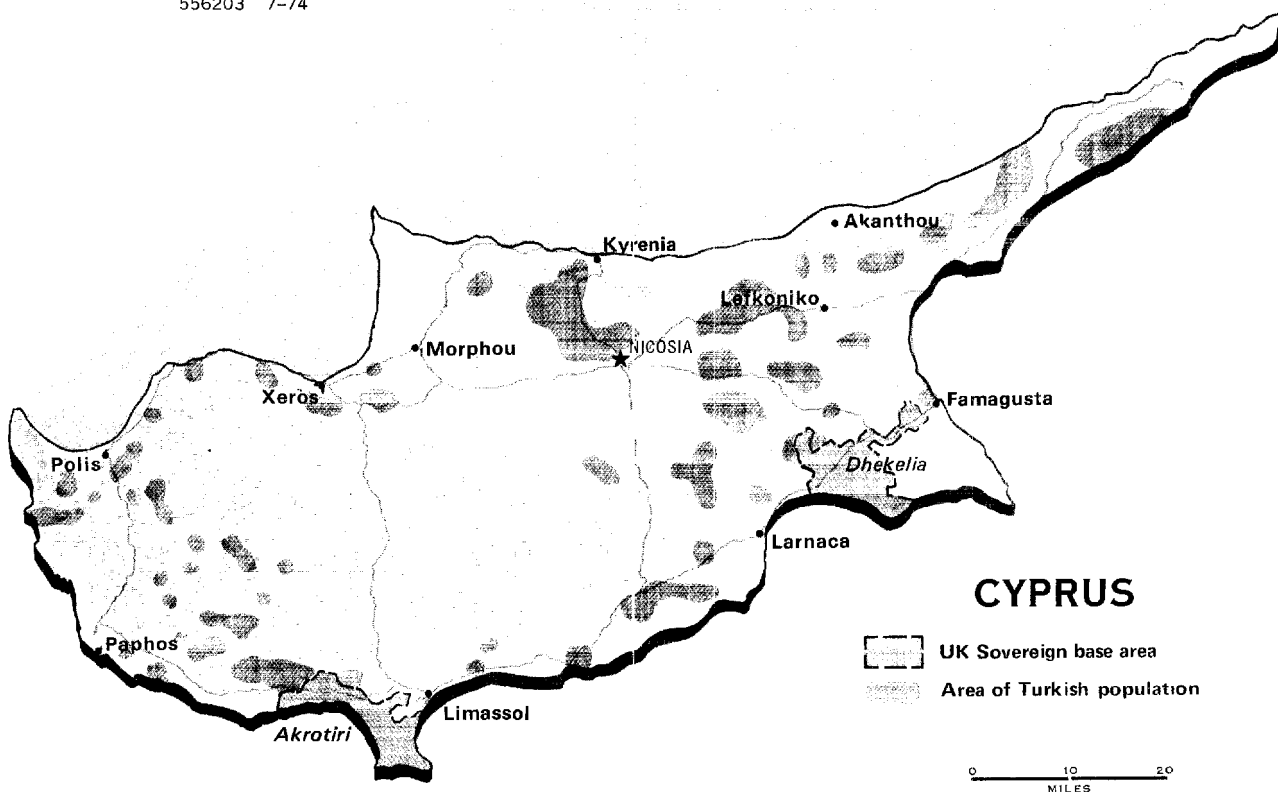 556203 7-74
Akanthou
Kyrenia
Lefkoniko
NICOSIA
Morphou
Xeros
Famagusta
Polis
Dhekelia
Larnaca
CYPRUS
Paphos
UK Sovereign base area
Area of Turkish population
Limassol
Akrotiri
0 10 20
MILES